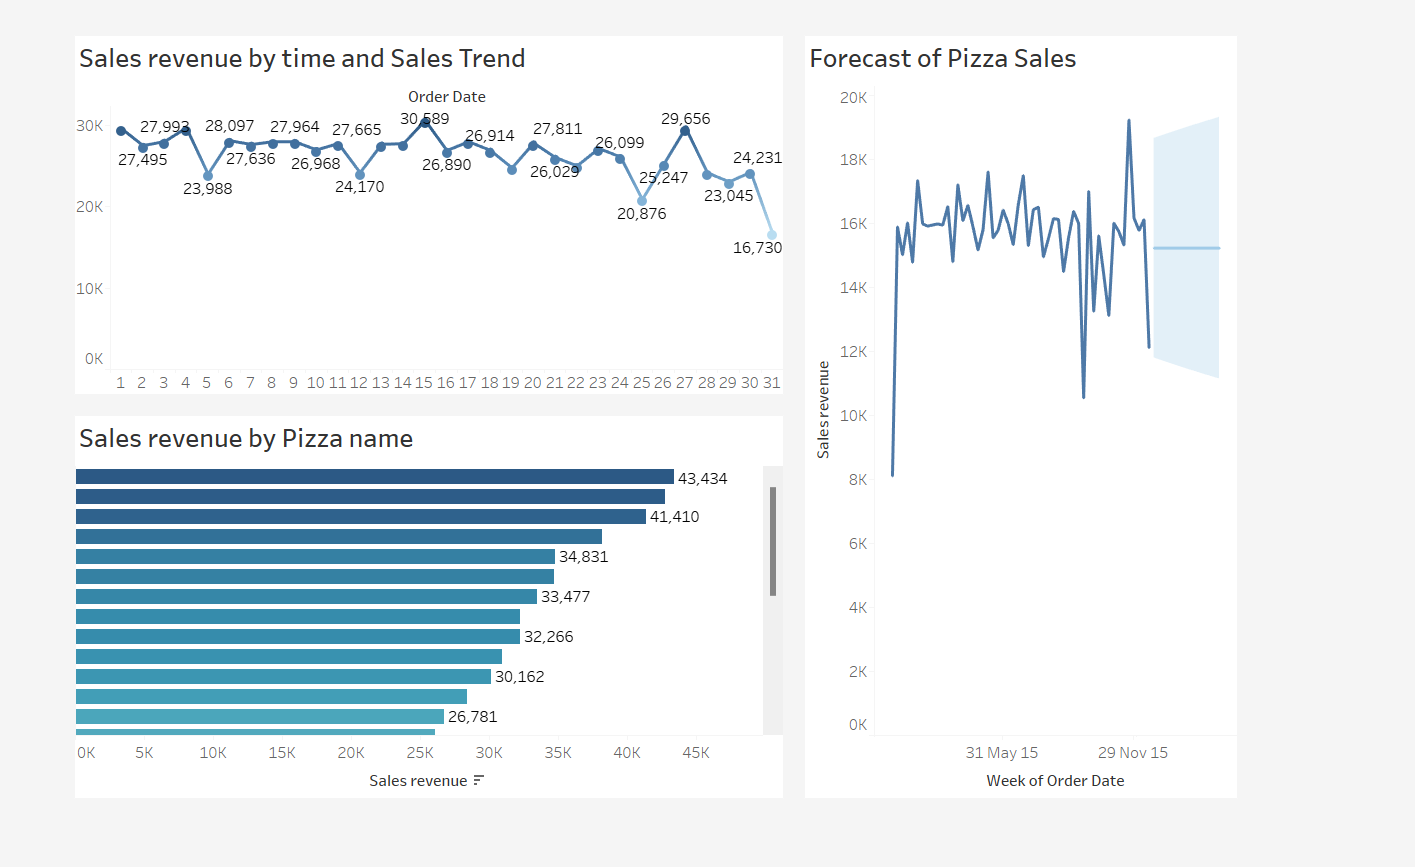 Sales revenue by time and Sales Trend
Order Date
30K
20K
10K
0K
27,495
27,993
23,988
28,097
27,636
27,964
26,968
27,665
24,170
30,589
26,890
26,914
27,811
26,029
26,099
20,876
25,247
29,656
23,045
24,231
16,730
1 2 3 4 5 6 7 8 9 10 11 12 13 14 15 16 17 18 19 20 21 22 23 24 25 26 27 28 29 30 31
Sales revenue by Pizza name
43,434
41,410
34,831
33,477
32,266
30,162
26,781
0K 5K 10K 15K 20K 25K 30K 35K 40K 45K
Sales revenue
Forecast of Pizza Sales
20K
18K
16K
14K
12K
10K
8K
6K
4K
2K
0K
Sales revenue
31 May 15 29 Nov 15
Week of Order Date